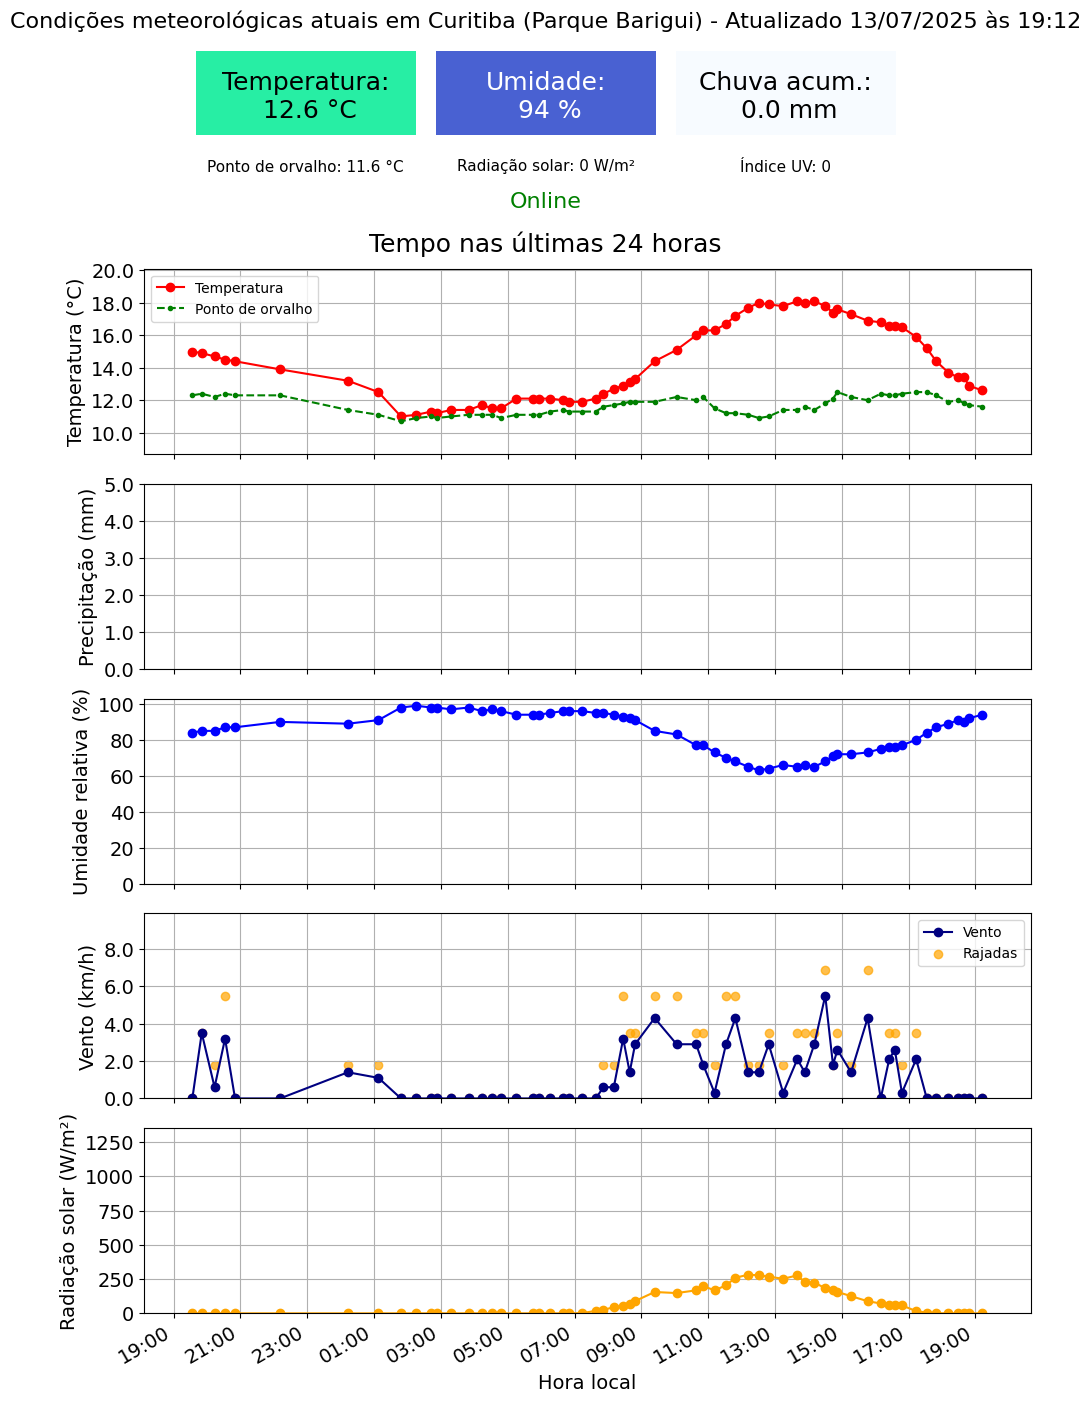 Condições meteorológicas atuais em Curitiba (Parque Barigui) - Atualizado 13/07/2025 às 19:12
Temperatura:
12.6 °C
Umidade:
94 %
Chuva acum.:
0.0 mm
Ponto de orvalho: 11.6 °C
Radiação solar: 0 W/m²
Índice UV: 0
Online
Tempo nas últimas 24 horas
Temperatura (°C)
20.0
18.0
16.0
14.0
12.0
10.0
Temperatura
Ponto de orvalho
Precipitação (mm)
5.0
4.0
3.0
2.0
1.0
0.0
Umidade relativa (%)
100
80
60
40
20
0
Vento (km/h)
8.0
6.0
4.0
2.0
0.0
Vento
Rajadas
Radiação solar (W/m²)
1250
1000
750
500
250
0
19:00
21:00
23:00
01:00
03:00
05:00
07:00
09:00
11:00
13:00
15:00
17:00
19:00
Hora local